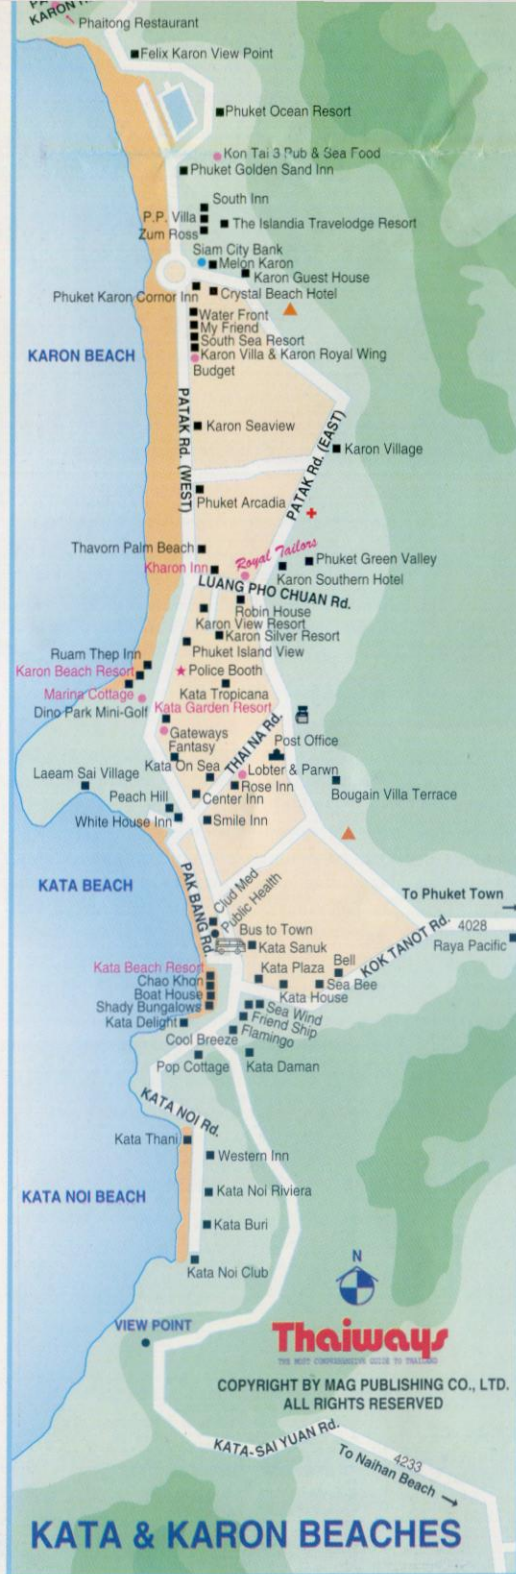 Phaitong Restaurant
Felix Karon View Point
Phuket Ocean Resort
Kon Tai 3 Pub & Sea Food
Phuket Golden Sand Inn
South Inn
P.P. Villa
The Islandia Travelodge Resort
Zum Ross
Siam City Bank
Melon Karon
Karon Guest House
Phuket Karon Cornor Inn
Crystal Beach Hotel
Water Front
My Friend
South Sea Resort
KARON BEACH
Karon Villa & Karon Royal Wing
Budget
PATAK Rd. (WEST)
PATAK Rd. (EAST)
Karon Seaview
Karon Village
Phuket Arcadia
Thavorn Palm Beach
Royal Tailors
Phuket Green Valley
Kharon Inn
Karon Southern Hotel
LUANG PHO CHUAN Rd.
Robin House
Karon View Resort
Karon Silver Resort
Phuket Island View
Ruam Thep Inn
Karon Beach Resort
Police Booth
Marina Cottage
Kata Tropicana
Dino Park Mini-Golf
Kata Garden Resort
THAI NA Rd.
Gateways
Fantasy
Post Office
Kata On Sea
Lobter & Parwn
Laeam Sai Village
Rose Inn
Bougain Villa Terrace
Peach Hill
Center Inn
White House Inn
Smile Inn
KATA BEACH
PAK BANG Rd.
Clud Med
Public Health
To Phuket Town
4028
KOK TANOT Rd.
Raya Pacific
Bus to Town
Kata Sanuk
Bell
Kata Beach Resort
Kata Plaza
Chao Khon
Sea Bee
Boat House
Kata House
Shady Bungalows
Sea Wind
Friend Ship
Kata Delight
Flamingo
Cool Breeze
Pop Cottage
Kata Daman
KATA NOI Rd.
Kata Thani
Western Inn
KATA NOI BEACH
Kata Noi Riviera
Kata Buri
Kata Noi Club
N
VIEW POINT
Thaiways
THE MOST COMPREHENSIVE GUIDE TO THAILAND
COPYRIGHT BY MAG PUBLISHING CO., LTD.
ALL RIGHTS RESERVED
KATA-SAI YUAN Rd.
4233
To Naihan Beach
KATA & KARON BEACHES